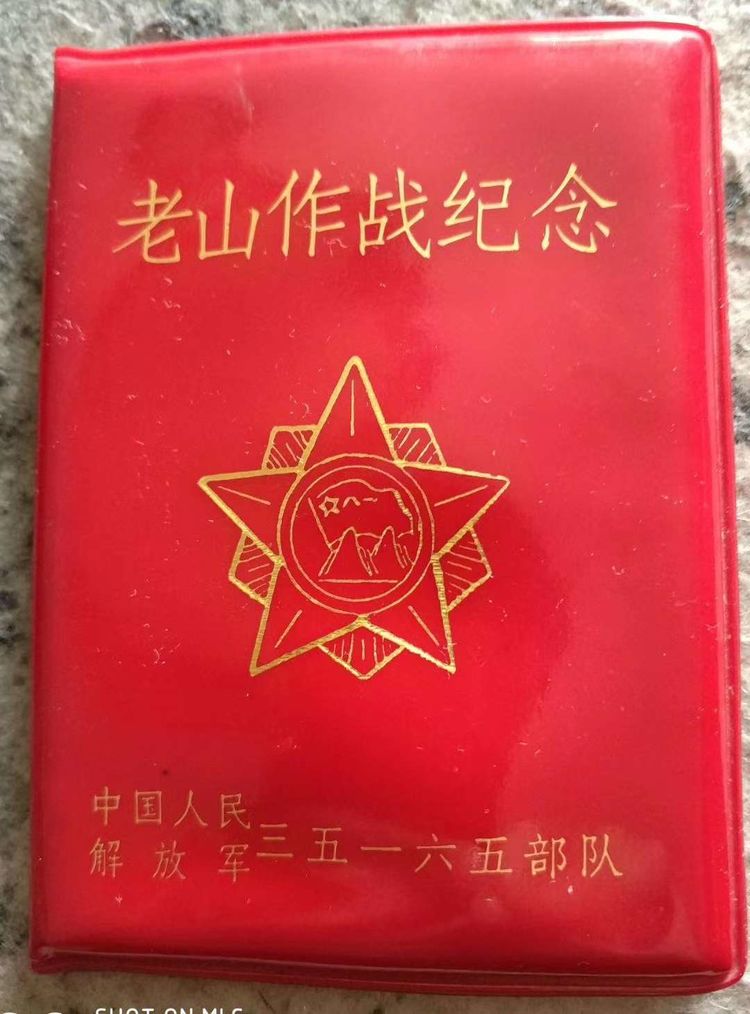 老山作战纪念
八一
中国人民
解放军三五一六五部队